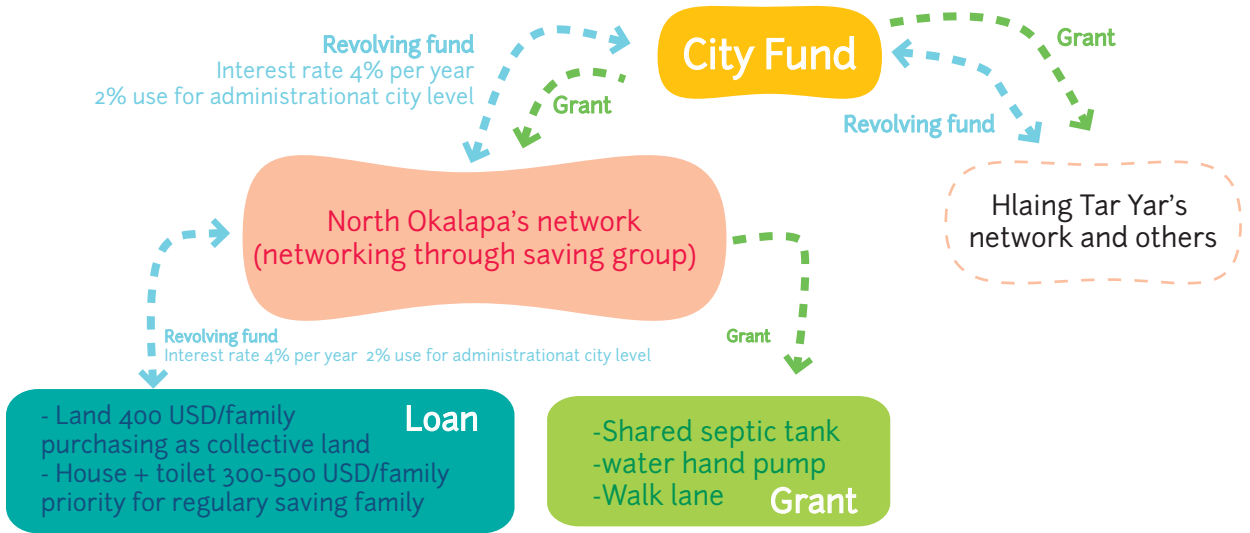 City Fund
Revolving fund
Interest rate 4% per year
2% use for administrationat city level
Grant
Grant
Revolving fund
North Okalapa's network
(networking through saving group)
Hlaing Tar Yar's
network and others
Revolving fund
Interest rate 4% per year 2% use for administrationat city level
Grant
Loan
- Land 400 USD/family
purchasing as collective land
- House + toilet 300-500 USD/family
priority for regulary saving family
-Shared septic tank
-water hand pump
-Walk lane
Grant